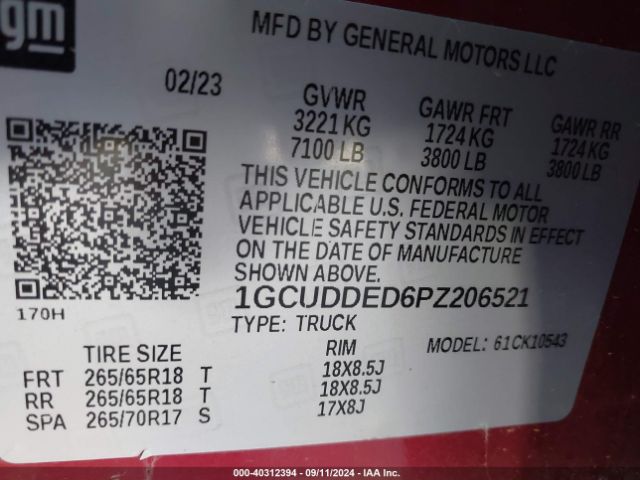 gm
MFD BY GENERAL MOTORS LLC
02/23
GVWR GAWR FRT GAWR RR
3221 KG 1724 KG 1724 KG
7100 LB 3800 LB 3800 LB
THIS VEHICLE CONFORMS TO ALL
APPLICABLE U.S. FEDERAL MOTOR
VEHICLE SAFETY STANDARDS IN EFFECT
ON THE DATE OF MANUFACTURE
SHOWN ABOVE.
170H
1GCUDDED6PZ206521
TYPE: TRUCK
MODEL: 61CK10543
TIRE SIZE RIM
FRT 265/65R18 T 18X8.5J
RR 265/65R18 T 18X8.5J
SPA 265/70R17 S 17X8J
000-40312394 - 09/11/2024 - IAA Inc.